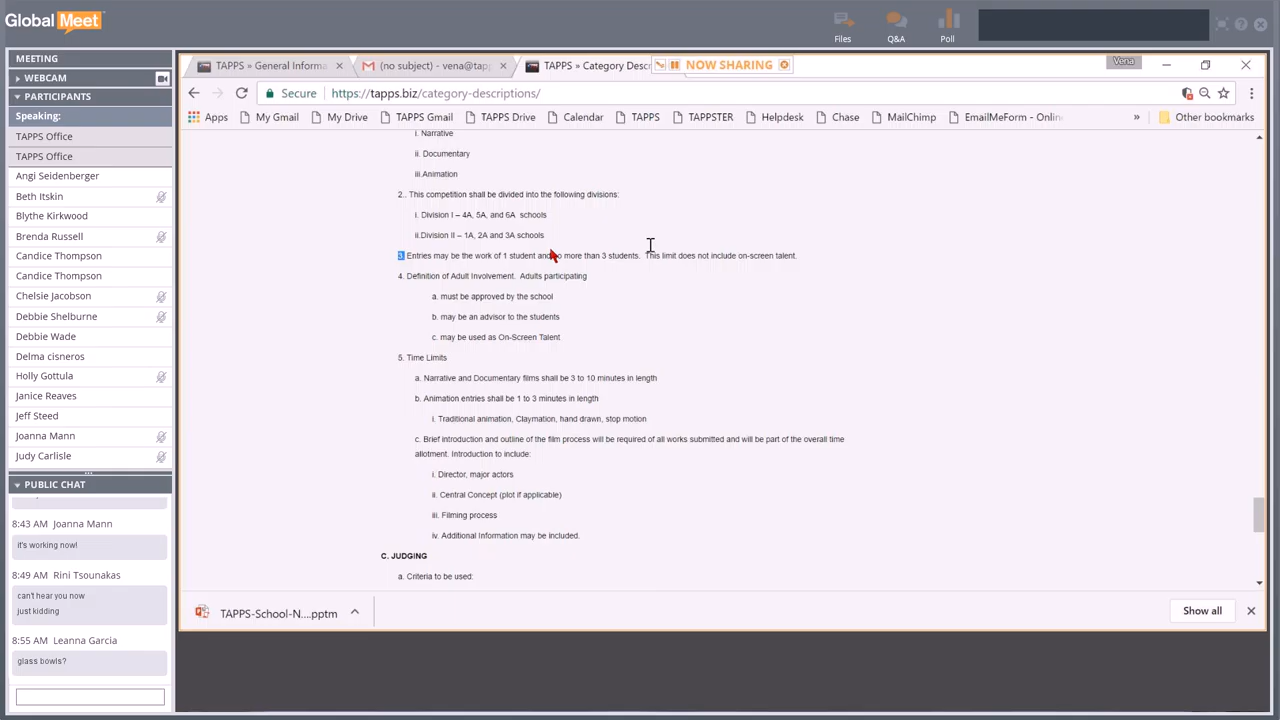 Global Meet
Files
Q&A
Poll
MEETING
WEBCAM
PARTICIPANTS
Speaking:
TAPPS Office
TAPPS Office
Angi Seidenberger
Beth Itskin
Blythe Kirkwood
Brenda Russell
Candice Thompson
Candice Thompson
Chelsie Jacobson
Debbie Shelburne
Debbie Wade
Delma cisneros
Holly Gottula
Janice Reaves
Jeff Steed
Joanna Mann
Judy Carlisle
PUBLIC CHAT
8:43 AM Joanna Mann
it's working now!
8:49 AM Rini Tsounakas
can't hear you now
just kidding
8:55 AM Leanna Garcia
glass bowls?
TAPPS » General Informa
(no subject) - vena@tapp
TAPPS » Category Desc
NOW SHARING
Vena
Secure
https://tapps.biz/category-descriptions/
Apps
My Gmail
My Drive
TAPPS Gmail
TAPPS Drive
Calendar
TAPPS
TAPPSTER
Helpdesk
Chase
MailChimp
EmailMeForm - Onlin
»
Other bookmarks
i. Narrative
ii. Documentary
iii.Animation
2.. This competition shall be divided into the following divisions:
i. Division I – 4A, 5A, and 6A schools
ii.Division II – 1A, 2A and 3A schools
3. Entries may be the work of 1 student and no more than 3 students. This limit does not include on-screen talent.
4. Definition of Adult Involvement. Adults participating
a. must be approved by the school
b. may be an advisor to the students
c. may be used as On-Screen Talent
5. Time Limits
a. Narrative and Documentary films shall be 3 to 10 minutes in length
b. Animation entries shall be 1 to 3 minutes in length
i. Traditional animation, Claymation, hand drawn, stop motion
c. Brief introduction and outline of the film process will be required of all works submitted and will be part of the overall time
allotment. Introduction to include:
i. Director, major actors
ii. Central Concept (plot if applicable)
iii. Filming process
iv. Additional Information may be included.
C. JUDGING
a. Criteria to be used:
TAPPS-School-N....pptm
Show all